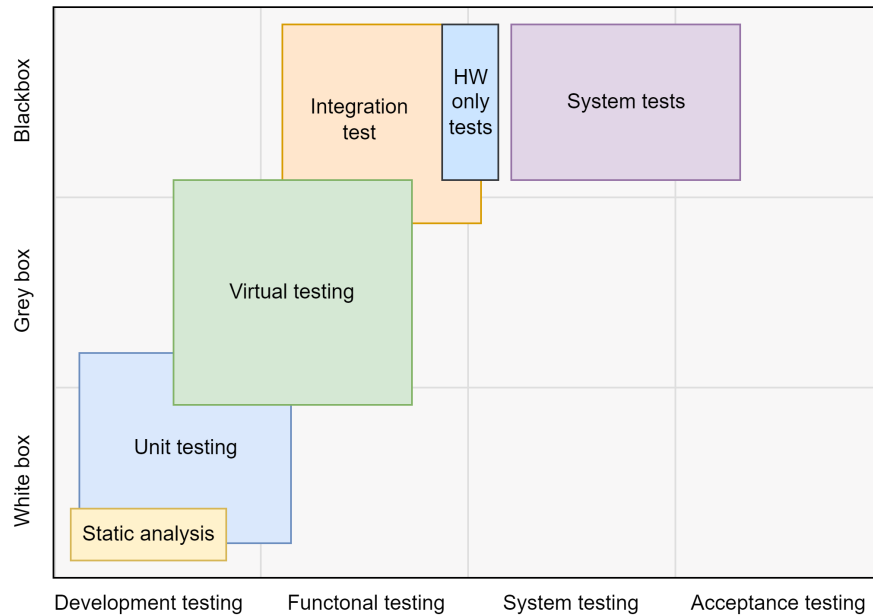 Blackbox
Grey box
White box
Integration
test
HW
only
tests
System tests
Virtual testing
Unit testing
Static analysis
Development testing
Functonal testing
System testing
Acceptance testing